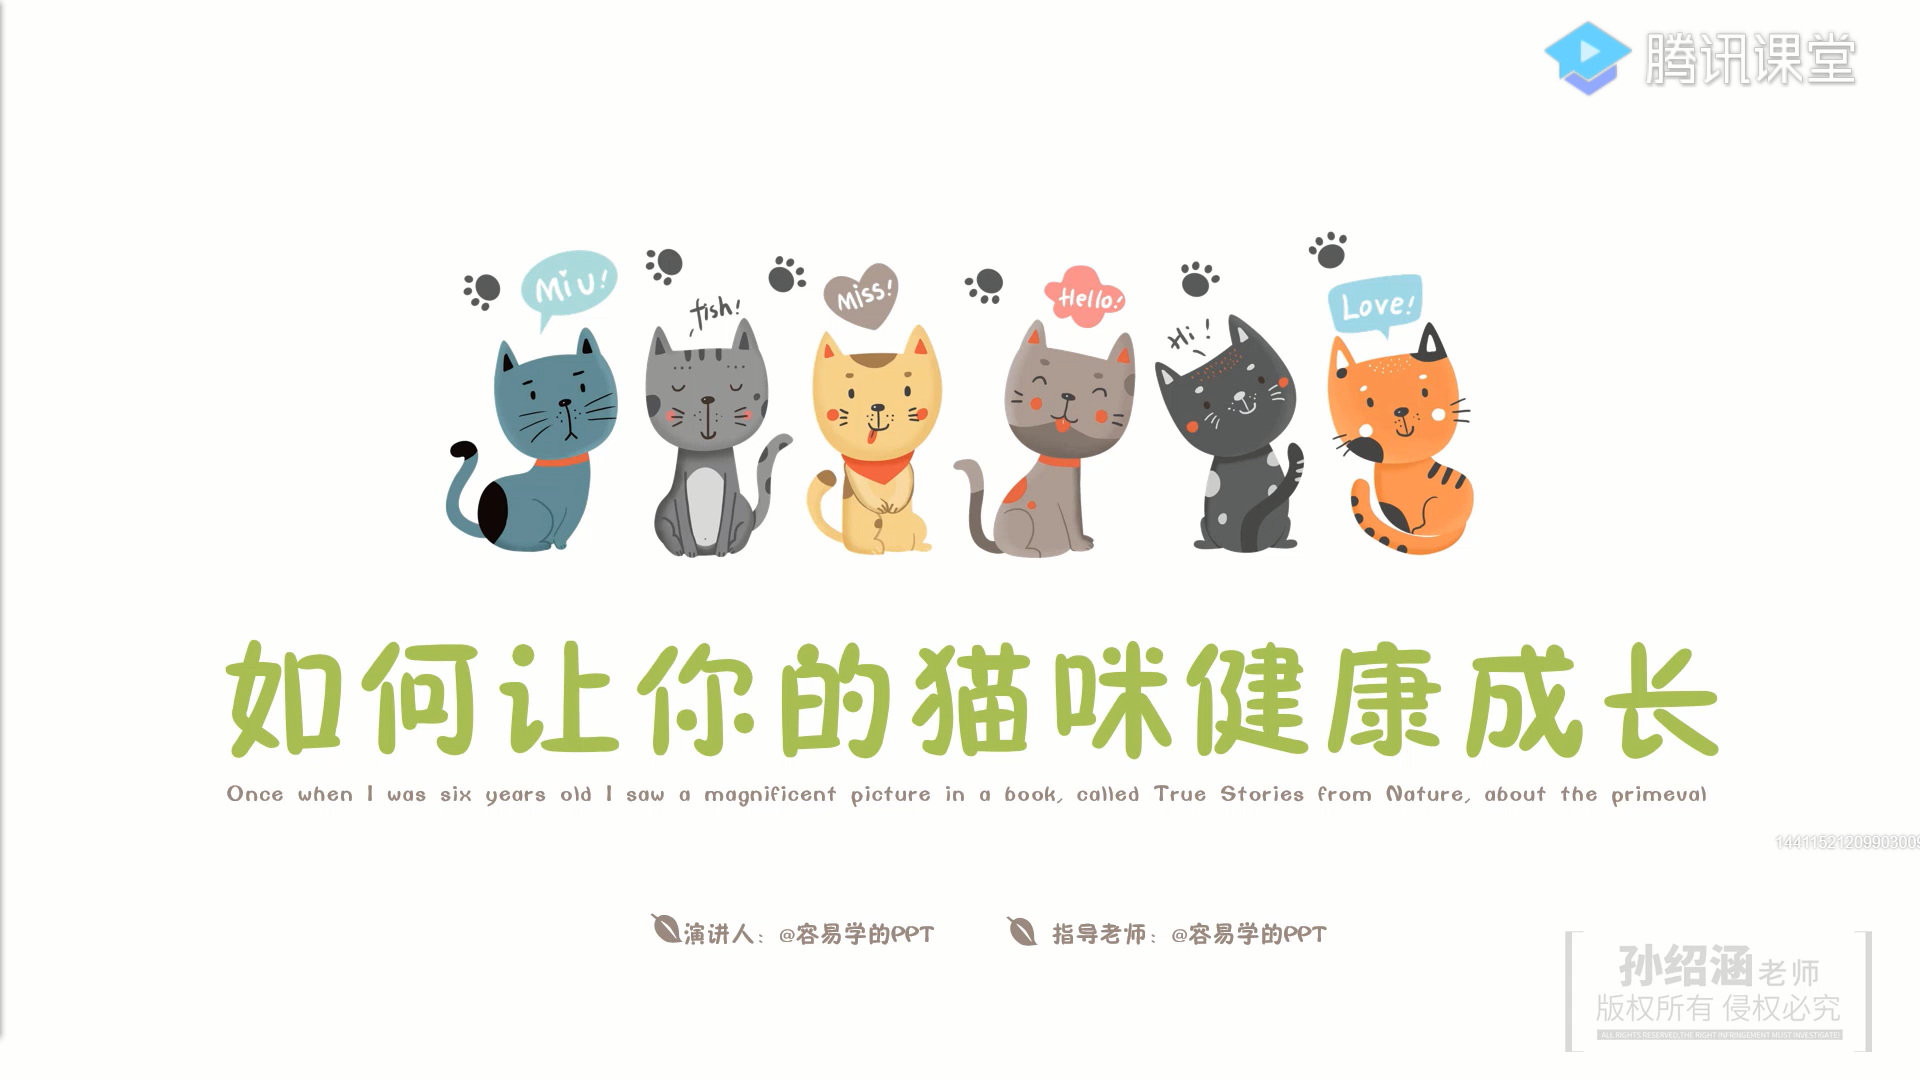 腾讯课堂
Miu!
fish!
Miss!
Hello!
Hi!
Love!
如何让你的猫咪健康成长
Once when I was six years old I saw a magnificent picture in a book, called True Stories from Nature, about the primeval
14411521209903009
演讲人：@容易学的PPT
指导老师：@容易学的PPT
孙绍涵老师
版权所有 侵权必究
ALL RIGHTS RESERVED,THE RIGHT INFRINGEMENT MUST INVESTIGATE!